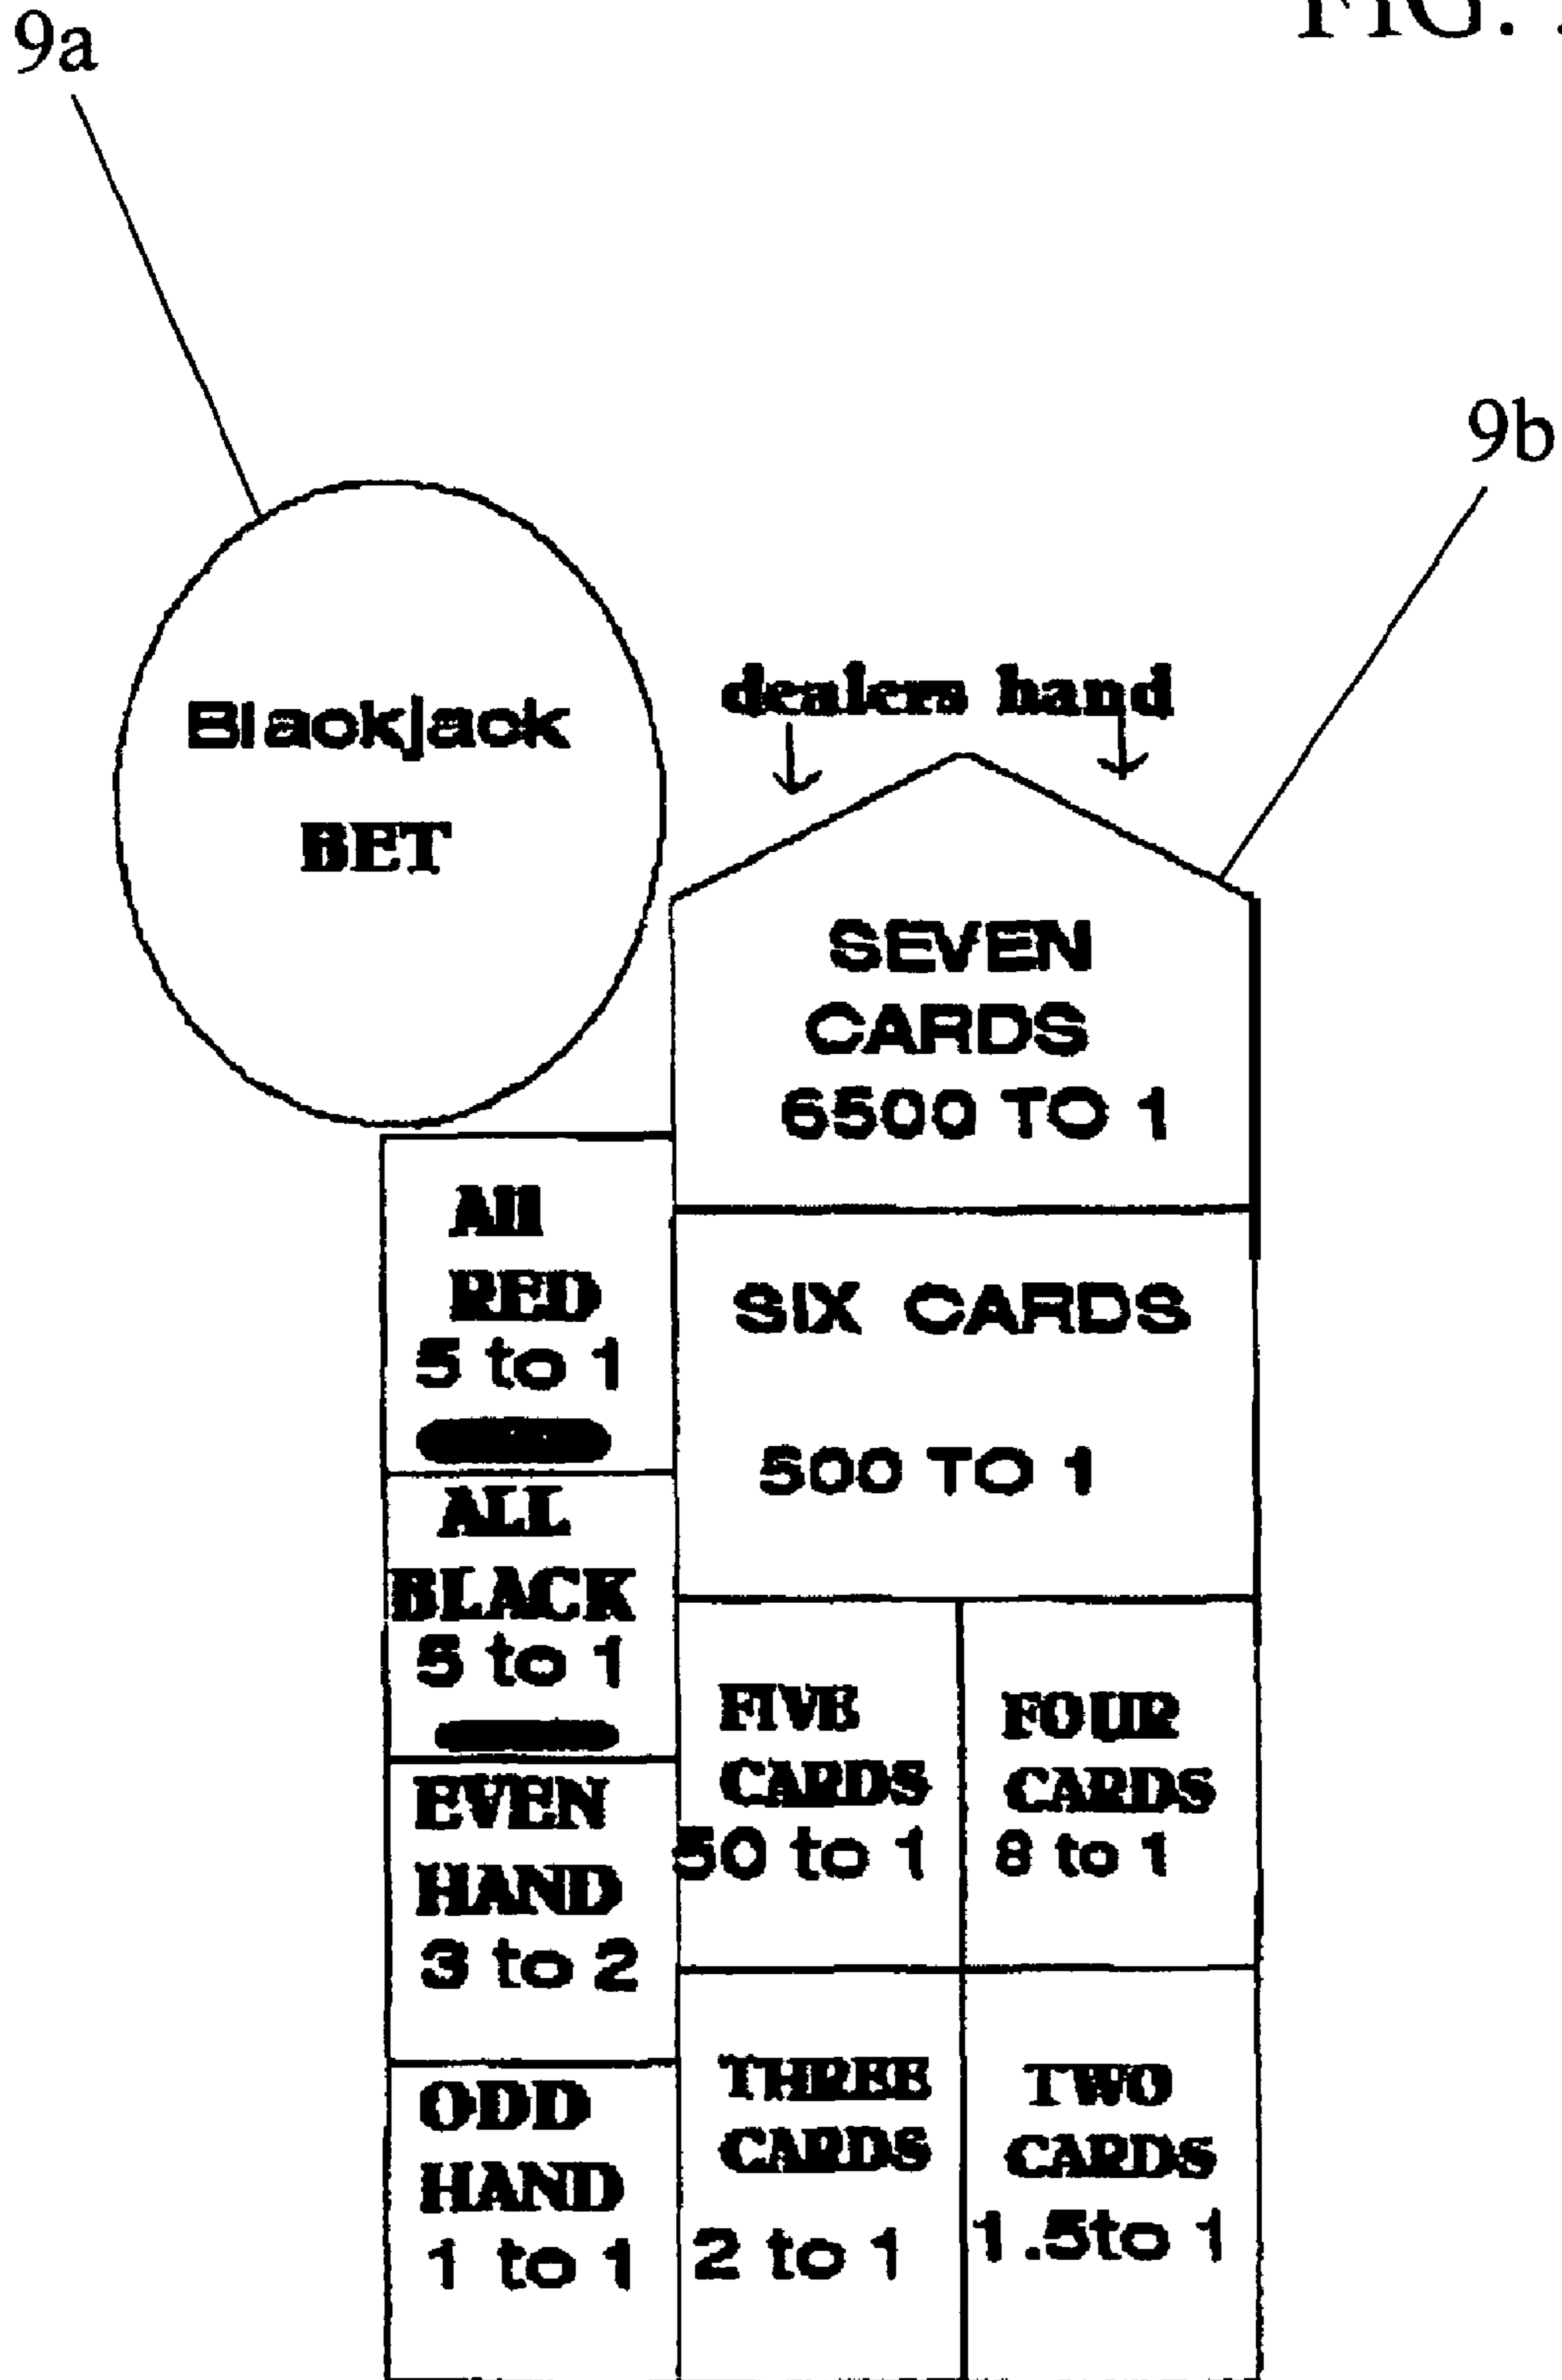 FIG.
9a
9b
Blackjack
BET
dealers hand
SEVEN
CARDS
6500 TO 1
All
RED
5 to 1
SIX CARDS
500 TO 1
ALL
BLACK
5 to 1
EVEN
HAND
3 to 2
ODD
HAND
1 to 1
FIVE
CARDS
50 to 1
FOUR
CARDS
8 to 1
THREE
CARDS
2 to 1
TWO
CARDS
1.5to 1